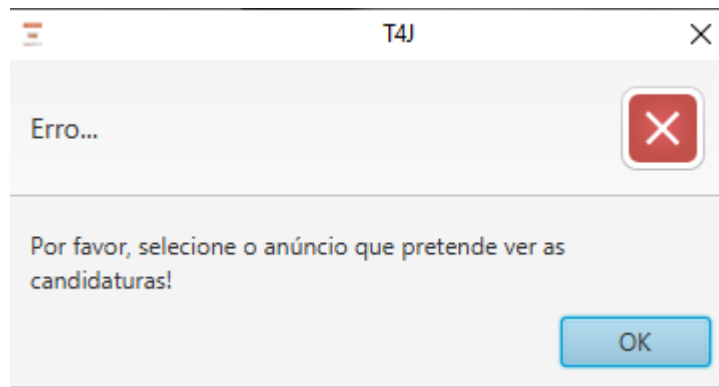 T4J
Erro...
Por favor, selecione o anúncio que pretende ver as
candidaturas!
OK